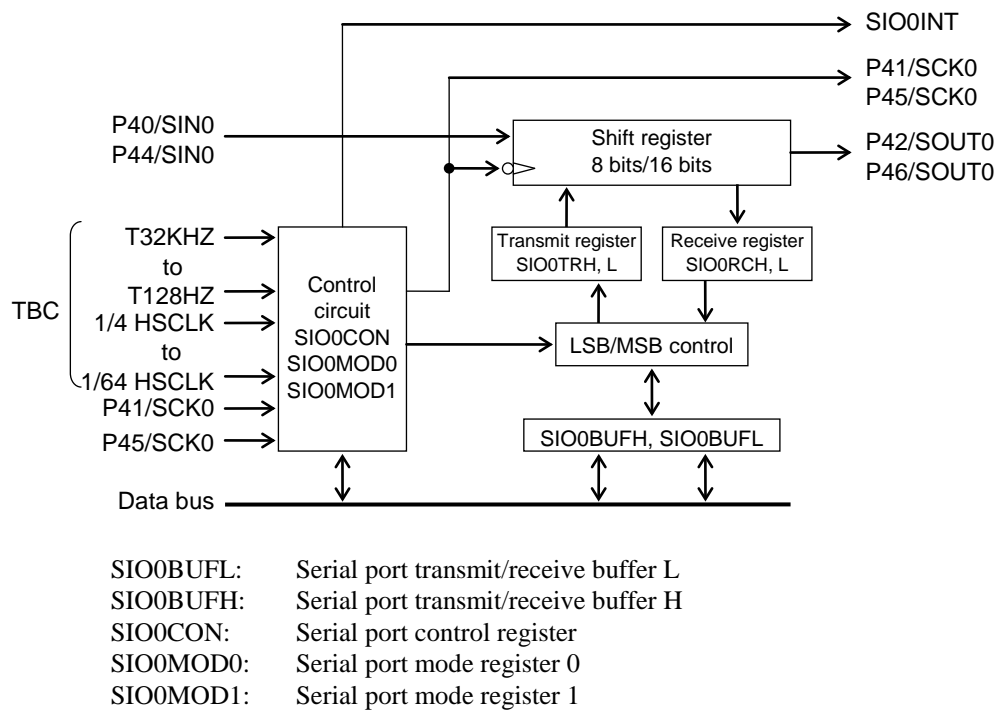 SIO0INT
P41/SCK0
P45/SCK0
P40/SIN0
P44/SIN0
Shift register
8 bits/16 bits
P42/SOUT0
P46/SOUT0
TBC
T32KHZ
to
T128HZ
1/4 HSCLK
to
1/64 HSCLK
P41/SCK0
P45/SCK0
Control
circuit
SIO0CON
SIO0MOD0
SIO0MOD1
Transmit register
SIO0TRH, L
Receive register
SIO0RCH, L
LSB/MSB control
SIO0BUFH, SIO0BUFL
Data bus
SIO0BUFL: Serial port transmit/receive buffer L
SIO0BUFH: Serial port transmit/receive buffer H
SIO0CON: Serial port control register
SIO0MOD0: Serial port mode register 0
SIO0MOD1: Serial port mode register 1